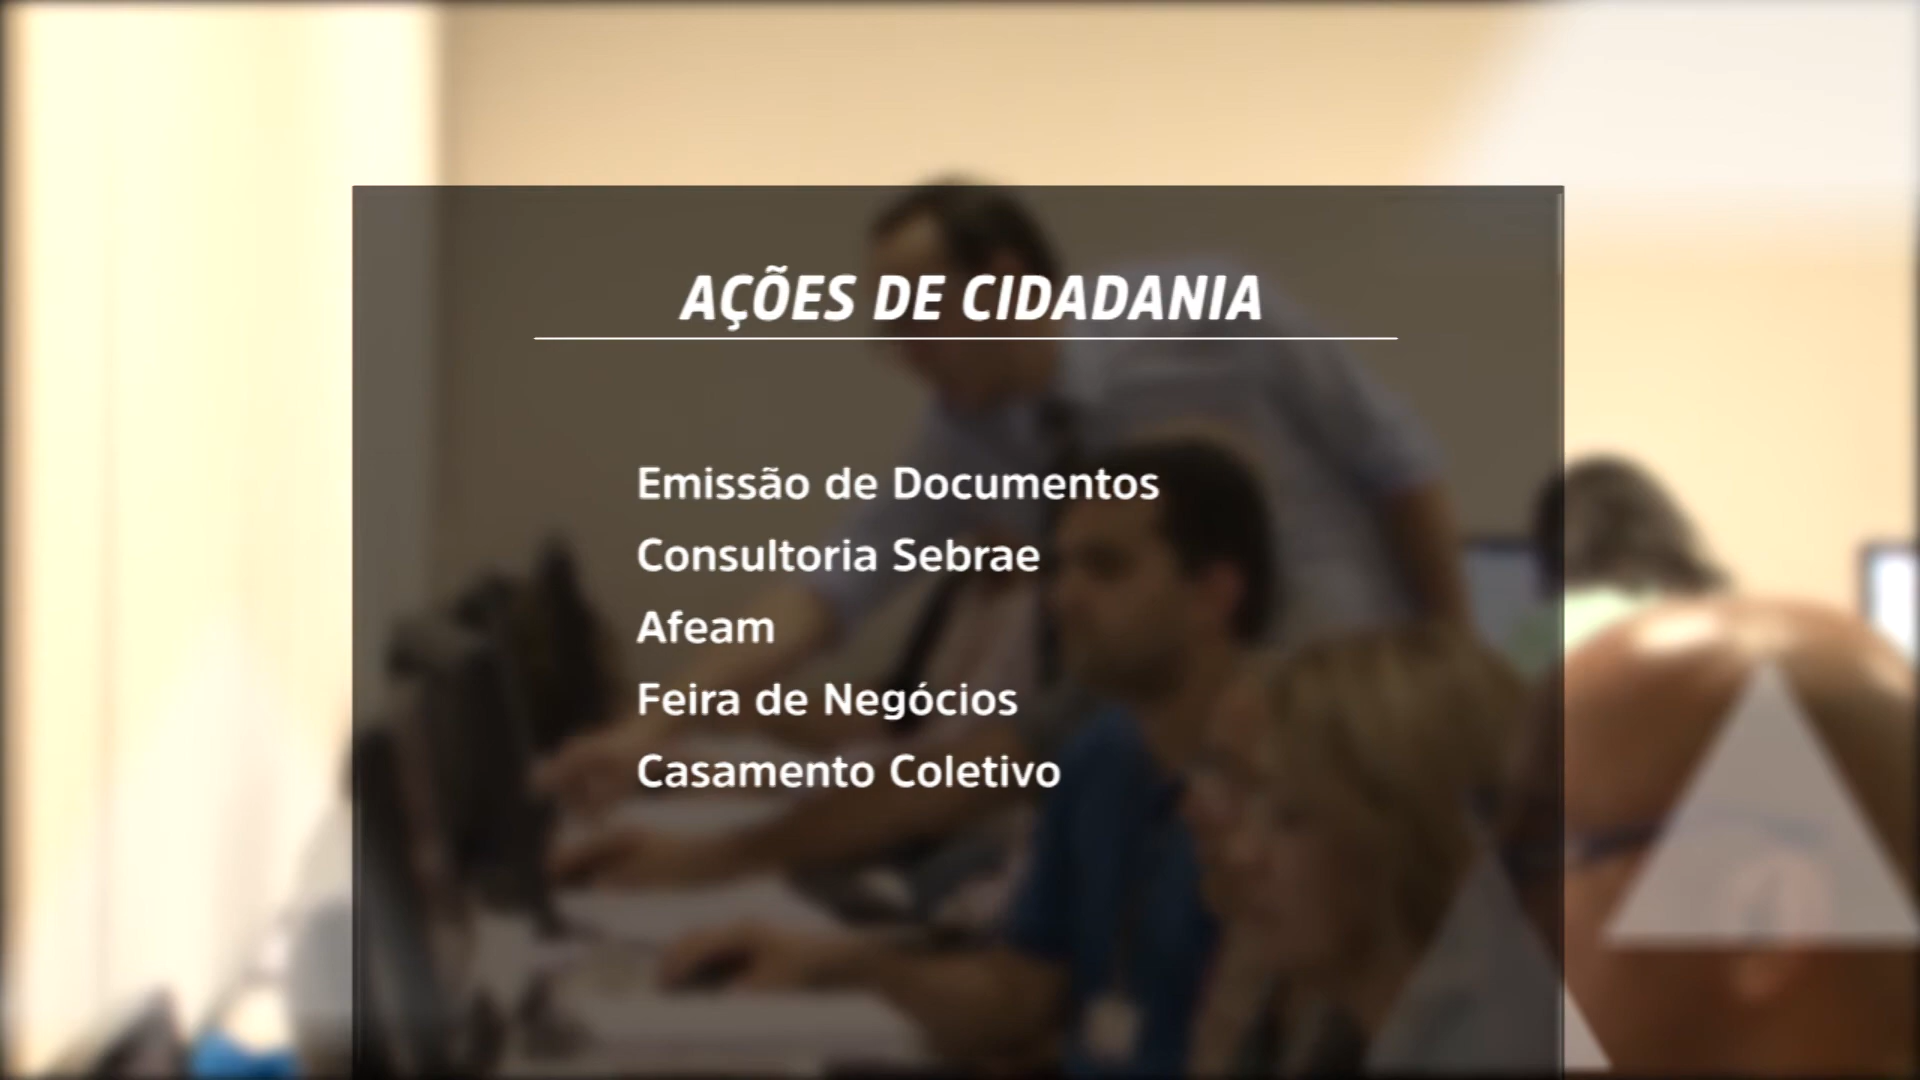 AÇÕES DE CIDADANIA
Emissão de Documentos
Consultoria Sebrae
Afeam
Feira de Negócios
Casamento Coletivo